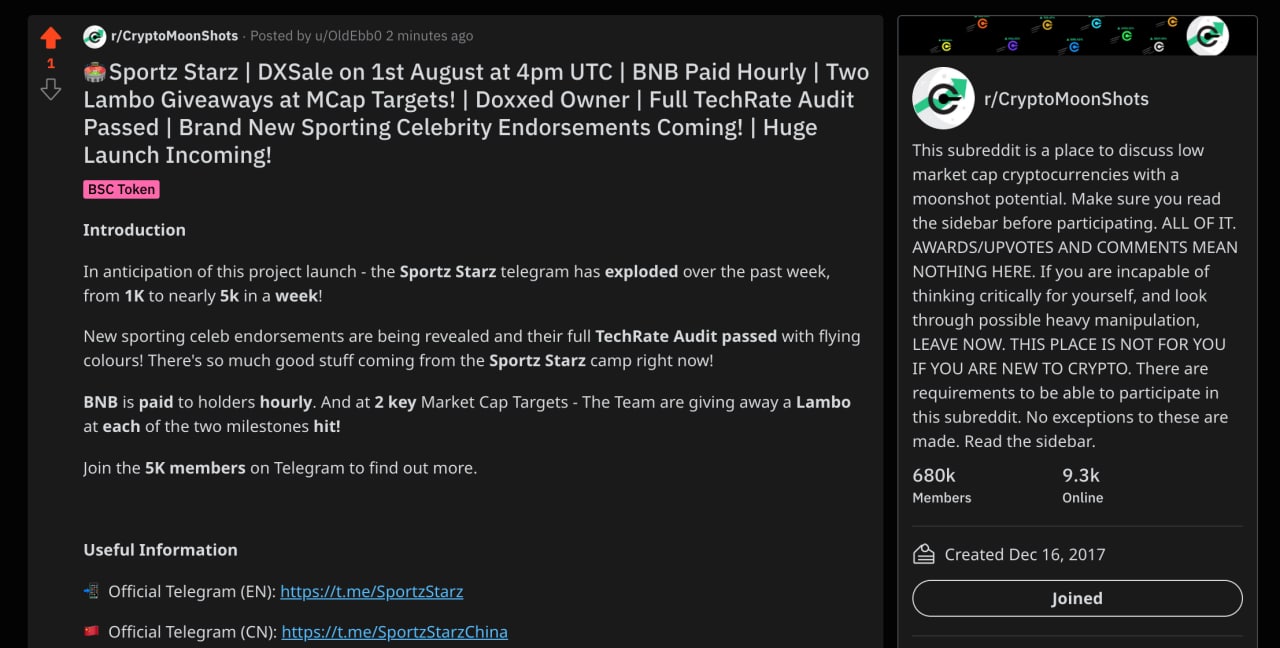 r/CryptoMoonShots · Posted by u/OldEbb0 2 minutes ago
1
Sportz Starz | DXSale on 1st August at 4pm UTC | BNB Paid Hourly | Two
Lambo Giveaways at MCap Targets! | Doxxed Owner | Full TechRate Audit
Passed | Brand New Sporting Celebrity Endorsements Coming! | Huge
Launch Incoming!
BSC Token
Introduction
In anticipation of this project launch - the Sportz Starz telegram has exploded over the past week,
from 1K to nearly 5k in a week!
New sporting celeb endorsements are being revealed and their full TechRate Audit passed with flying
colours! There's so much good stuff coming from the Sportz Starz camp right now!
BNB is paid to holders hourly. And at 2 key Market Cap Targets - The Team are giving away a Lambo
at each of the two milestones hit!
Join the 5K members on Telegram to find out more.
Useful Information
Official Telegram (EN): https://t.me/SportzStarz
Official Telegram (CN): https://t.me/SportzStarzChina
r/CryptoMoonShots
This subreddit is a place to discuss low
market cap cryptocurrencies with a
moonshot potential. Make sure you read
the sidebar before participating. ALL OF IT.
AWARDS/UPVOTES AND COMMENTS MEAN
NOTHING HERE. If you are incapable of
thinking critically for yourself, and look
through possible heavy manipulation,
LEAVE NOW. THIS PLACE IS NOT FOR YOU
IF YOU ARE NEW TO CRYPTO. There are
requirements to be able to participate in
this subreddit. No exceptions to these are
made. Read the sidebar.
680k 9.3k
Members Online
Created Dec 16, 2017
Joined